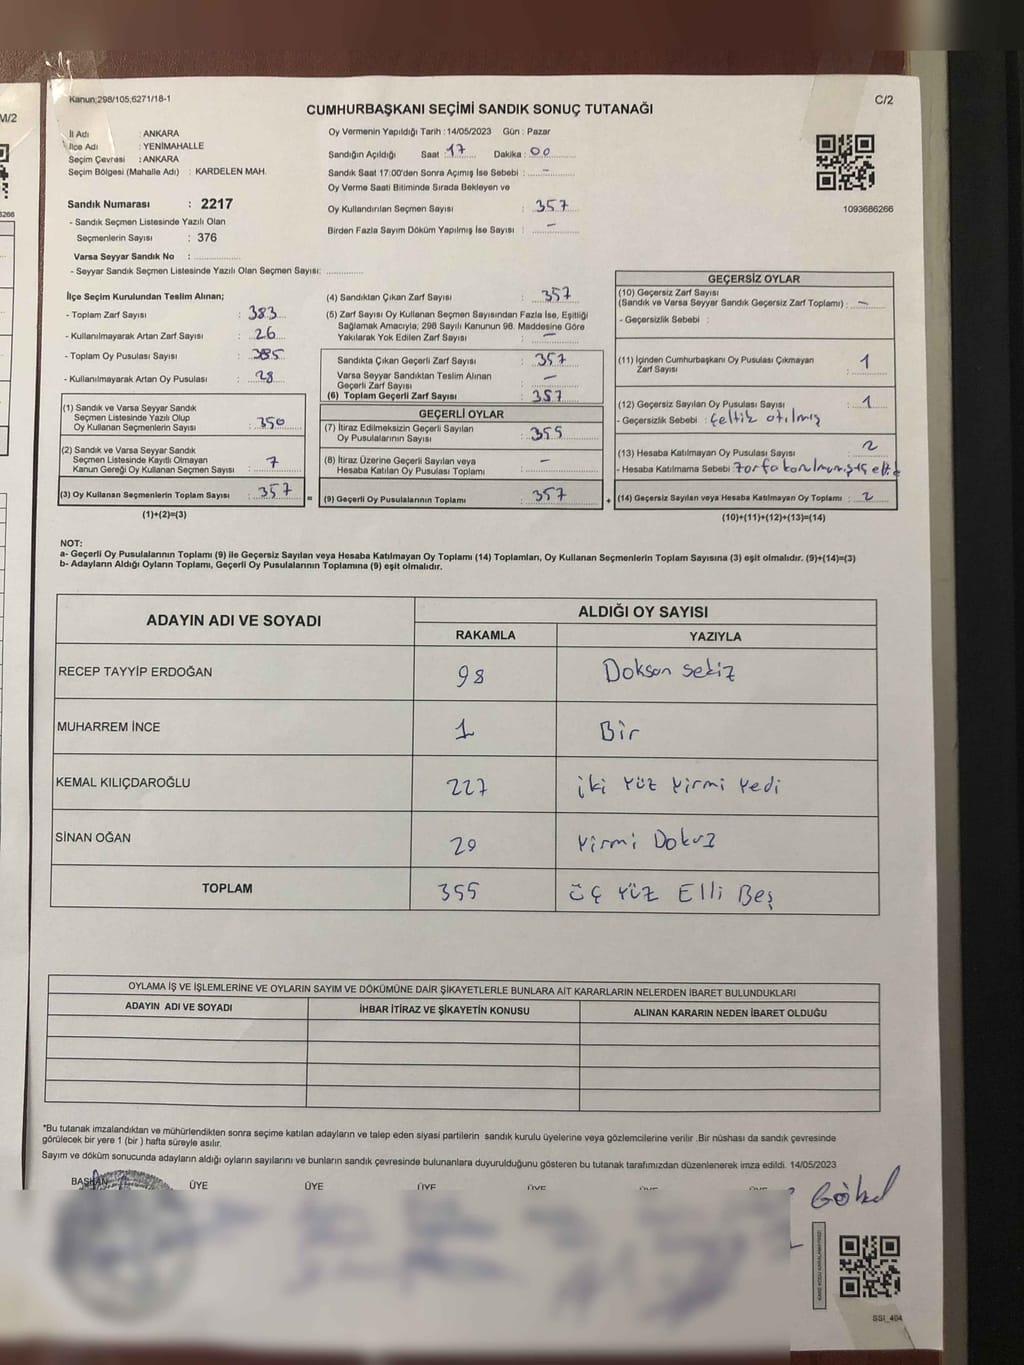 M/2
5266
Kanun;298/105;6271/18-1
C/2
CUMHURBAŞKANI SEÇİMİ SANDIK SONUÇ TUTANAĞI
İl Adı : ANKARA
İlçe Adı : YENİMAHALLE
Seçim Çevresi : ANKARA
Seçim Bölgesi (Mahalle Adı) : KARDELEN MAH.
Sandık Numarası : 2217
- Sandık Seçmen Listesinde Yazılı Olan
Seçmenlerin Sayısı : 376
Varsa Seyyar Sandık No :
- Seyyar Sandık Seçmen Listesinde Yazılı Olan Seçmen Sayısı:
Oy Vermenin Yapıldığı Tarih : 14/05/2023 Gün : Pazar
Sandığın Açıldığı Saat : 17 Dakika : 00
Sandık Saat 17:00'den Sonra Açımış İse Sebebi : -
Oy Verme Saati Bitiminde Sırada Bekleyen ve
Oy Kullandırılan Seçmen Sayısı : 357
Birden Fazla Sayım Döküm Yapılmış İse Sayısı : -
1093686266
İlçe Seçim Kurulundan Teslim Alınan;
- Toplam Zarf Sayısı : 383
- Kullanılmayarak Artan Zarf Sayısı : 26
- Toplam Oy Pusulası Sayısı : 385
- Kullanılmayarak Artan Oy Pusulası : 28
(1) Sandık ve Varsa Seyyar Sandık
Seçmen Listesinde Yazılı Olup
Oy Kullanan Seçmenlerin Sayısı : 350
(2) Sandık ve Varsa Seyyar Sandık
Seçmen Listesinde Kayıtlı Olmayan
Kanun Gereği Oy Kullanan Seçmen Sayısı : 7
(3) Oy Kullanan Seçmenlerin Toplam Sayısı : 357 =
(1)+(2)=(3)
(4) Sandıktan Çıkan Zarf Sayısı : 357
(5) Zarf Sayısı Oy Kullanan Seçmen Sayısından Fazla İse, Eşitliği
Sağlamak Amacıyla; 298 Sayılı Kanunun 98. Maddesine Göre
Yakılarak Yok Edilen Zarf Sayısı : -
Sandıkta Çıkan Geçerli Zarf Sayısı : 357
Varsa Seyyar Sandıktan Teslim Alınan
Geçerli Zarf Sayısı : -
(6) Toplam Geçerli Zarf Sayısı : 357
GEÇERLİ OYLAR
(7) İtiraz Edilmeksizin Geçerli Sayılan
Oy Pusulalarının Sayısı : 355
(8) İtiraz Üzerine Geçerli Sayılan veya
Hesaba Katılan Oy Pusulası Toplamı : -
(9) Geçerli Oy Pusulalarının Toplamı : 357 +
GEÇERSİZ OYLAR
(10) Geçersiz Zarf Sayısı
(Sandık ve Varsa Seyyar Sandık Geçersiz Zarf Toplamı) : -
- Geçersizlik Sebebi :
(11) İçinden Cumhurbaşkanı Oy Pusulası Çıkmayan
Zarf Sayısı : 1
(12) Geçersiz Sayılan Oy Pusulası Sayısı : 1
- Geçersizlik Sebebi : Çeltik atılmış
(13) Hesaba Katılmayan Oy Pusulası Sayısı : 2
- Hesaba Katılmama Sebebi
(14) Geçersiz Sayılan veya Hesaba Katılmayan Oy Toplamı : 2
(10)+(11)+(12)+(13)=(14)
NOT:
a- Geçerli Oy Pusulalarının Toplamı (9) ile Geçersiz Sayılan veya Hesaba Katılmayan Oy Toplamı (14) Toplamları, Oy Kullanan Seçmenlerin Toplam Sayısına (3) eşit olmalıdır. (9)+(14)=(3)
b- Adayların Aldığı Oyların Toplamı, Geçerli Oy Pusulalarının Toplamına (9) eşit olmalıdır.
ADAYIN ADI VE SOYADI ALDIĞI OY SAYISI
RAKAMLA YAZIYLA
RECEP TAYYİP ERDOĞAN 98 Doksan sekiz
MUHARREM İNCE 1 Bir
KEMAL KILIÇDAROĞLU 227 iki yüz yirmi yedi
SİNAN OĞAN 29 Yirmi Dokuz
TOPLAM 355 üç yüz Elli Beş
OYLAMA İŞ VE İŞLEMLERİNE VE OYLARIN SAYIM VE DÖKÜMÜNE DAİR ŞİKAYETLERLE BUNLARA AİT KARARLARIN NELERDEN İBARET BULUNDUKLARI
ADAYIN ADI VE SOYADI İHBAR İTİRAZ VE ŞİKAYETİN KONUSU ALINAN KARARIN NEDEN İBARET OLDUĞU
*Bu tutanak imzalandıktan ve mühürlendikten sonra seçime katılan adayların ve talep eden siyasi partilerin sandık kurulu üyelerine veya gözlemcilerine verilir .Bir nüshası da sandık çevresinde
görülecek bir yere 1 (bir ) hafta süreyle asılır.
Sayım ve döküm sonucunda adayların aldığı oyların sayılarını ve bunların sandık çevresinde bulunanlara duyurulduğunu gösteren bu tutanak tarafımızdan düzenlenerek imza edildi. 14/05/2023
BAŞKAN ÜYE ÜYE ÜYE ÜYE
SSI_404